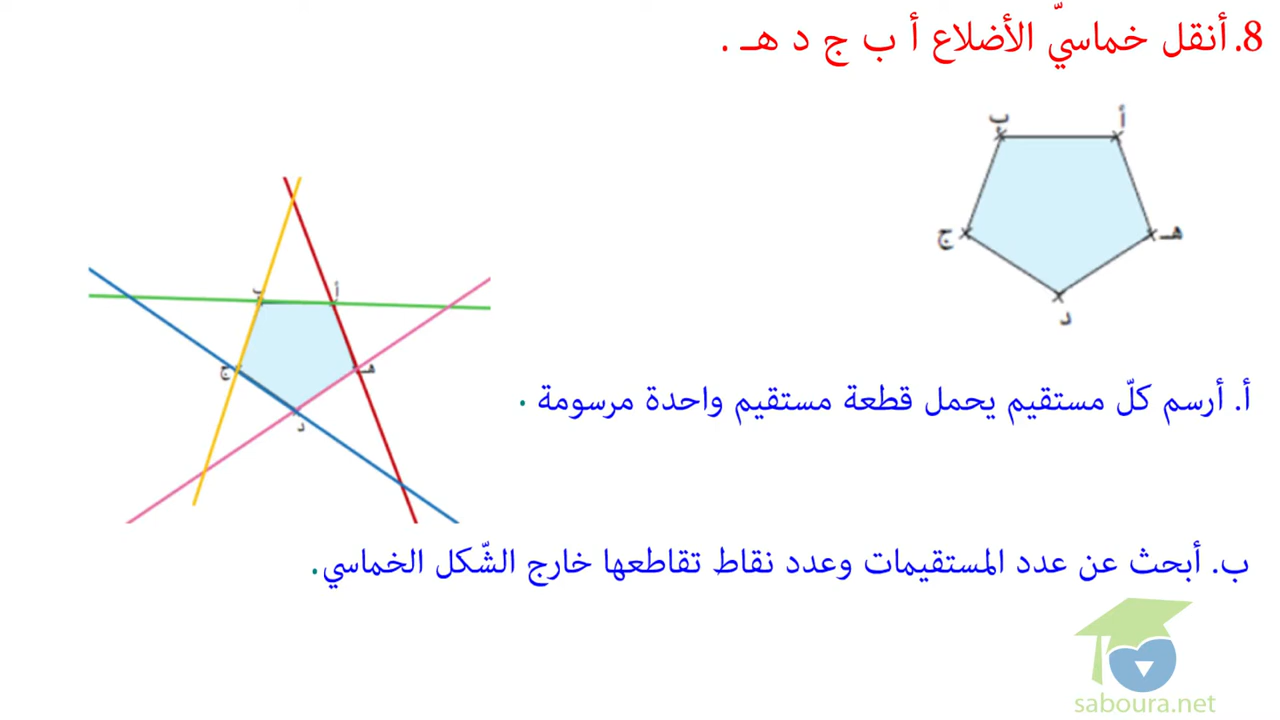 8. أنقل خماسيّ الأضلاع أ ب ج د هـ .
ب
أ
ج
هـ
د
ب
أ
ج
هـ
د
أ. أرسم كلّ مستقيم يحمل قطعة مستقيم واحدة مرسومة .
ب. أبحث عن عدد المستقيمات وعدد نقاط تقاطعها خارج الشّكل الخماسي.
saboura.net